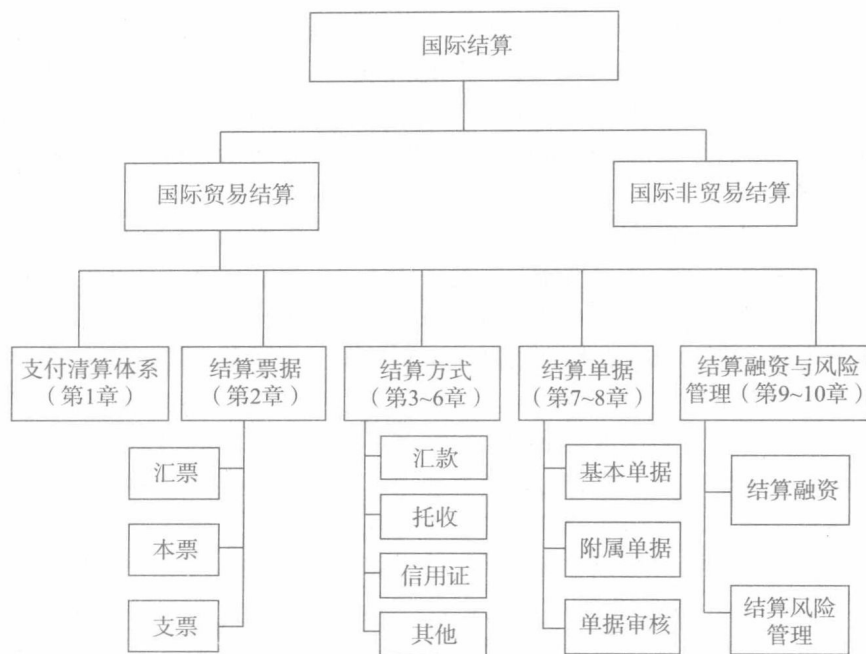 国际结算
国际贸易结算
国际非贸易结算
支付清算体系
（第1章）
结算票据
（第2章）
结算方式
（第3~6章）
结算单据
（第7~8章）
结算融资与风险
管理（第9~10章）
汇票
本票
支票
汇款
托收
信用证
其他
基本单据
附属单据
单据审核
结算融资
结算风险
管理